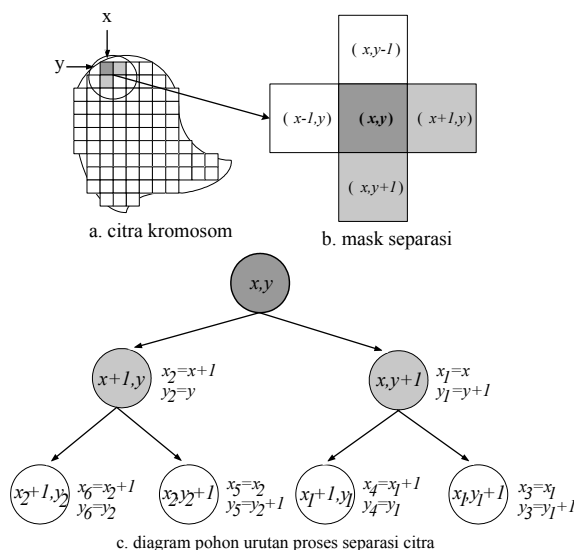 x
y
(x,y-1)
(x-1,y)
(x,y)
(x+1,y)
(x,y+1)
a. citra kromosom
b. mask separasi
x,y
x+1,y
x₂=x+1
y₂=y
x,y+1
x₁=x
y₁=y+1
x₂+1,y₂
x₆=x₂+1
y₆=y₂
x₂,y₂+1
x₅=x₂
y₅=y₂+1
x₁+1,y₁
x₄=x₁+1
y₄=y₁
x₁,y₁+1
x₃=x₁
y₃=y₁+1
c. diagram pohon urutan proses separasi citra